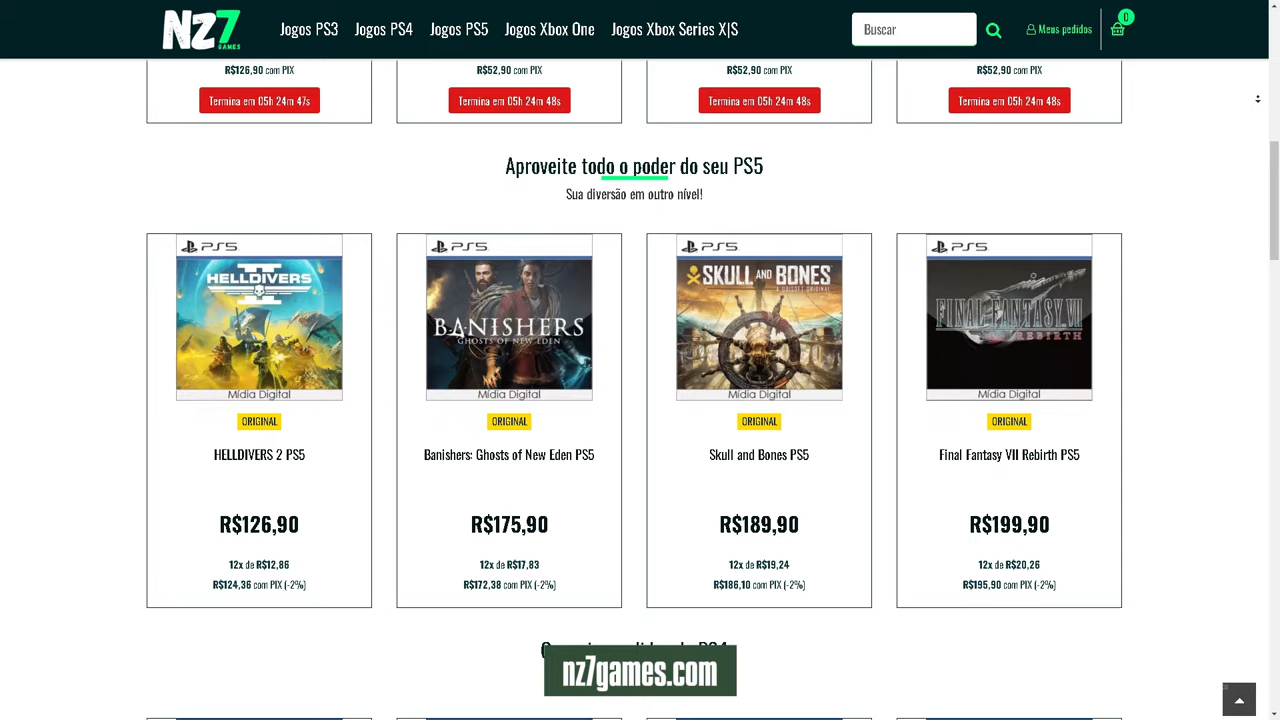 NZ7
GAMES
Jogos PS3
Jogos PS4
Jogos PS5
Jogos Xbox One
Jogos Xbox Series X|S
Buscar
Meus pedidos
0
R$126,90 com PIX
R$52,90 com PIX
R$52,90 com PIX
R$52,90 com PIX
Termina em 05h 24m 47s
Termina em 05h 24m 48s
Termina em 05h 24m 48s
Termina em 05h 24m 48s
Aproveite todo o poder do seu PS5
Sua diversão em outro nível!
PS5
HELLDIVERS
II
Mídia Digital
ORIGINAL
HELLDIVERS 2 PS5
R$126,90
12x de R$12,86
R$124,36 com PIX (-2%)
PS5
BANISHERS
GHOSTS OF NEW EDEN
Mídia Digital
ORIGINAL
Banishers: Ghosts of New Eden PS5
R$175,90
12x de R$17,83
R$172,38 com PIX (-2%)
PS5
SKULL AND BONES
A UBISOFT ORIGINAL
Mídia Digital
ORIGINAL
Skull and Bones PS5
R$189,90
12x de R$19,24
R$186,10 com PIX (-2%)
PS5
FINAL FANTASY VII
REBIRTH
Mídia Digital
ORIGINAL
Final Fantasy VII Rebirth PS5
R$199,90
12x de R$20,26
R$195,90 com PIX (-2%)
nz7games.com